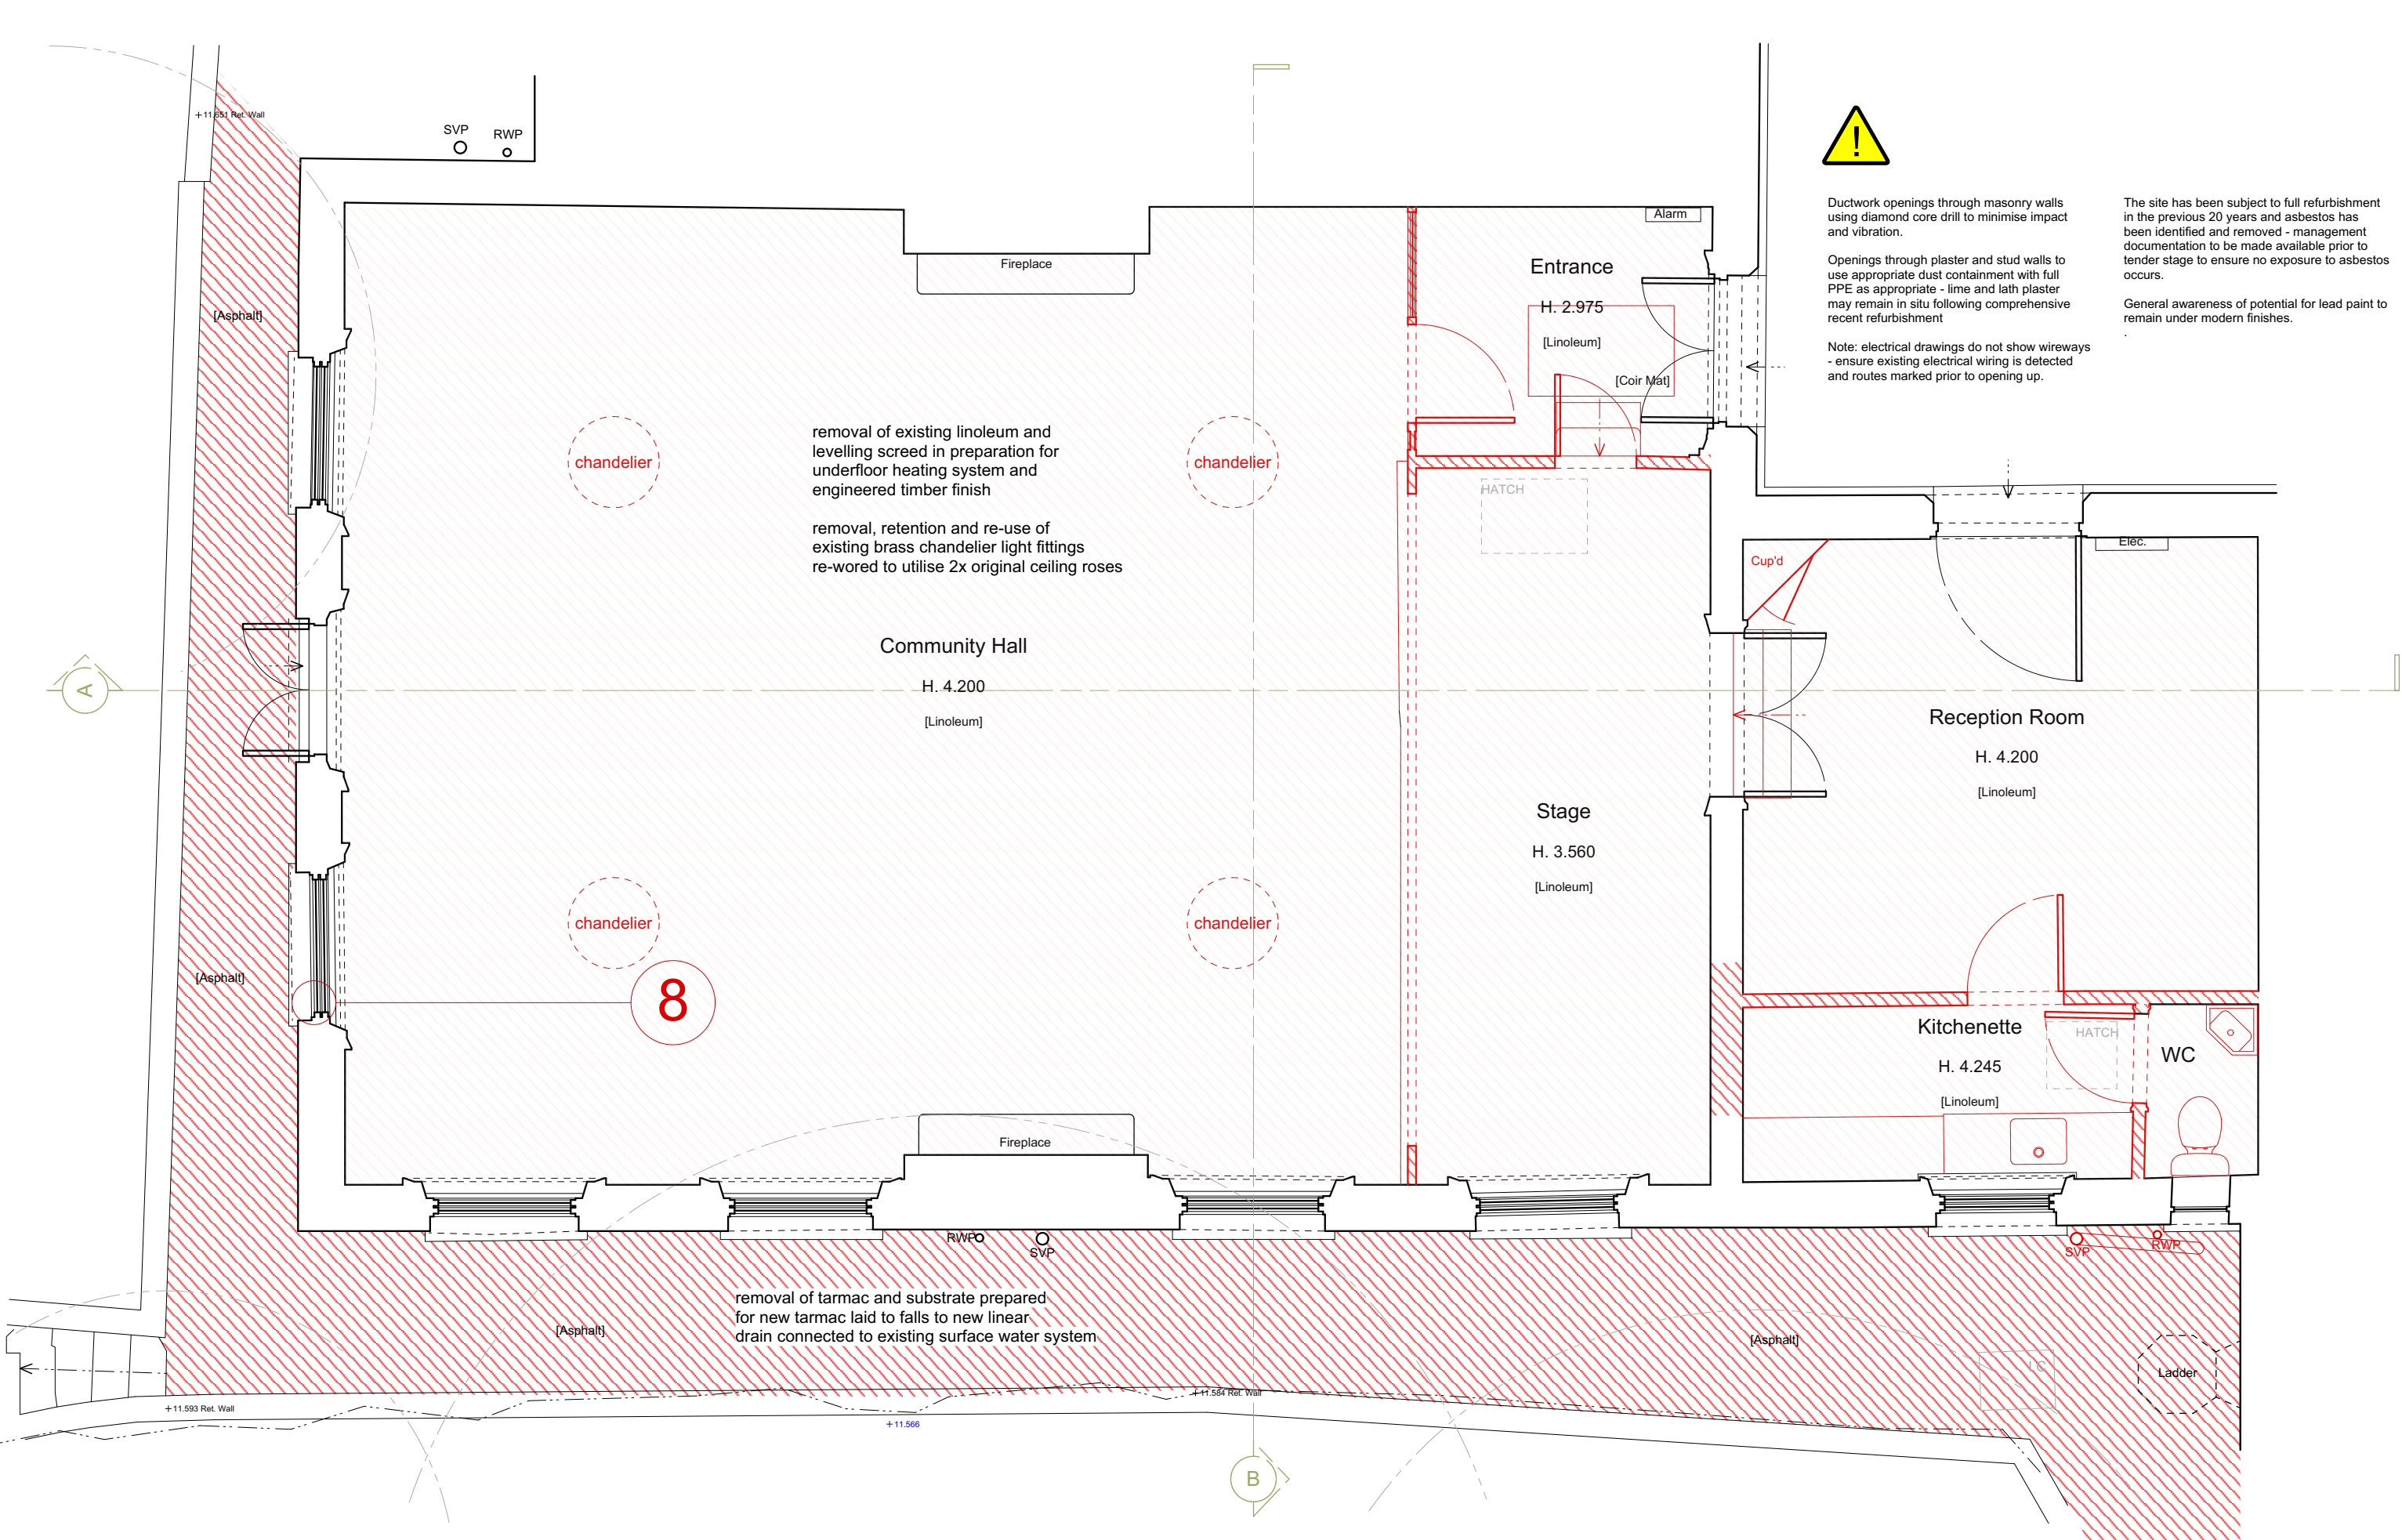 +11.651 Ret. Wall
SVP
RWP
!
Ductwork openings through masonry walls
using diamond core drill to minimise impact
and vibration.
Openings through plaster and stud walls to
use appropriate dust containment with full
PPE as appropriate - lime and lath plaster
may remain in situ following comprehensive
recent refurbishment
Note: electrical drawings do not show wireways
- ensure existing electrical wiring is detected
and routes marked prior to opening up.
The site has been subject to full refurbishment
in the previous 20 years and asbestos has
been identified and removed - management
documentation to be made available prior to
tender stage to ensure no exposure to asbestos
occurs.
General awareness of potential for lead paint to
remain under modern finishes.
.
Alarm
Fireplace
Entrance
H. 2.975
[Linoleum]
[Coir Mat]
[Asphalt]
chandelier
chandelier
removal of existing linoleum and
levelling screed in preparation for
underfloor heating system and
engineered timber finish
removal, retention and re-use of
existing brass chandelier light fittings
re-wored to utilise 2x original ceiling roses
HATCH
Elec.
Cup'd
Community Hall
H. 4.200
[Linoleum]
A
Reception Room
H. 4.200
[Linoleum]
Stage
H. 3.560
[Linoleum]
chandelier
chandelier
[Asphalt]
8
Kitchenette
H. 4.245
[Linoleum]
HATCH
WC
Fireplace
RWP
SVP
SVP
RWP
removal of tarmac and substrate prepared
for new tarmac laid to falls to new linear
drain connected to existing surface water system
[Asphalt]
[Asphalt]
I C
Ladder
+11.584 Ret. Wall
+11.593 Ret. Wall
+11.566
B